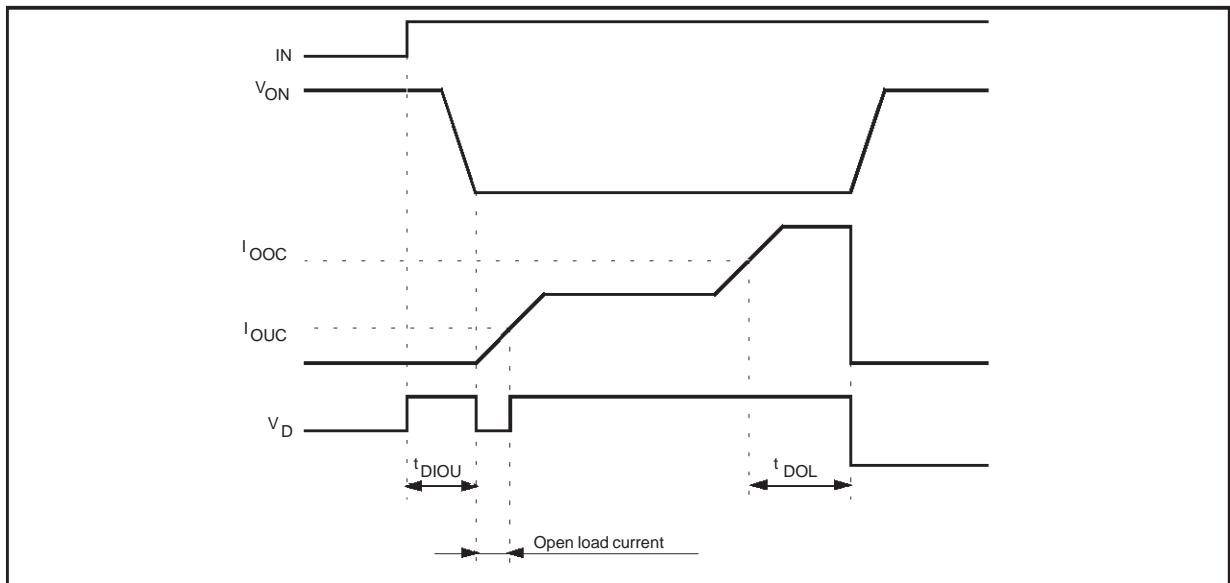 IN
VON
IOOC
IOUC
VD
tDIOU
tDOL
Open load current